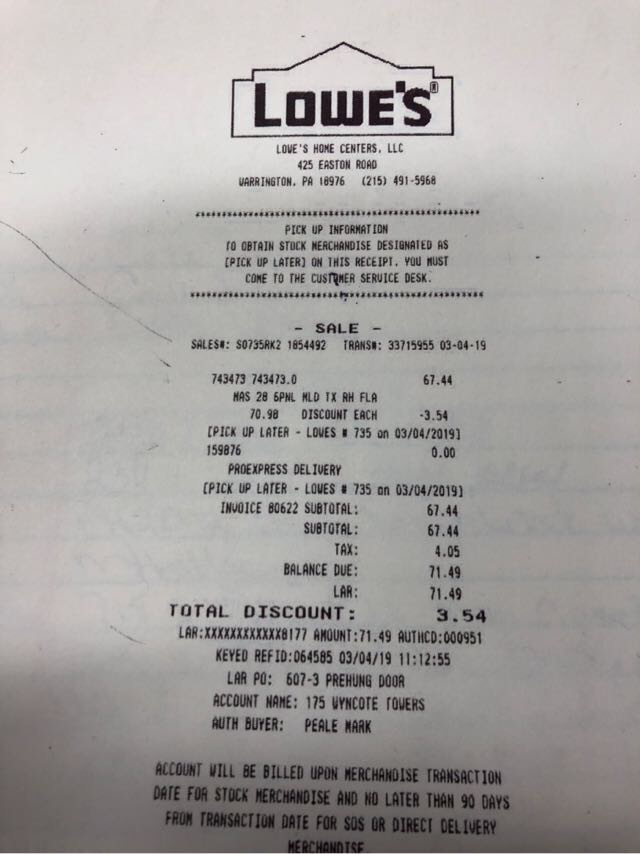 LOWE'S®
LOWE'S HOME CENTERS, LLC
425 EASTON ROAD
WARRINGTON, PA 18976 (215) 491-5968
************************************************
PICK UP INFORMATION
TO OBTAIN STOCK MERCHANDISE DESIGNATED AS
[PICK UP LATER] ON THIS RECEIPT, YOU MUST
COME TO THE CUSTOMER SERVICE DESK.
************************************************
- SALE -
SALES#: S0735RK2 1854492 TRANS#: 33715955 03-04-19
743473 743473.0 67.44
MAS 28 6PNL MLD TX RH FLA
70.98 DISCOUNT EACH -3.54
[PICK UP LATER - LOWES # 735 on 03/04/2019]
159876 0.00
PROEXPRESS DELIVERY
[PICK UP LATER - LOWES # 735 on 03/04/2019]
INVOICE 80622 SUBTOTAL: 67.44
SUBTOTAL: 67.44
TAX: 4.05
BALANCE DUE: 71.49
LAR: 71.49
TOTAL DISCOUNT: 3.54
LAR:XXXXXXXXXXXX8177 AMOUNT:71.49 AUTHCD:000951
KEYED REFID:064585 03/04/19 11:12:55
LAR PO: 607-3 PREHUNG DOOR
ACCOUNT NAME: 175 WYNCOTE TOWERS
AUTH BUYER: PEALE MARK
ACCOUNT WILL BE BILLED UPON MERCHANDISE TRANSACTION
DATE FOR STOCK MERCHANDISE AND NO LATER THAN 90 DAYS
FROM TRANSACTION DATE FOR SOS OR DIRECT DELIVERY
MERCHANDISE.